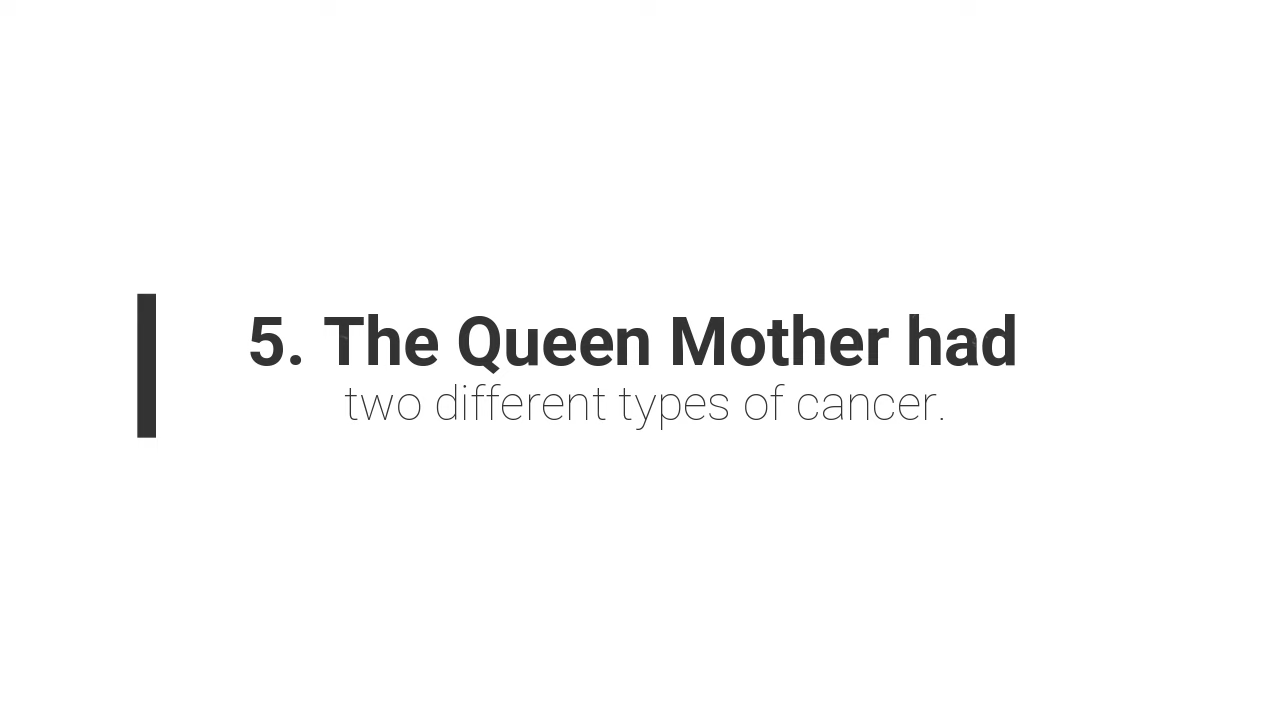 5. The Queen Mother had
two different types of cancer.